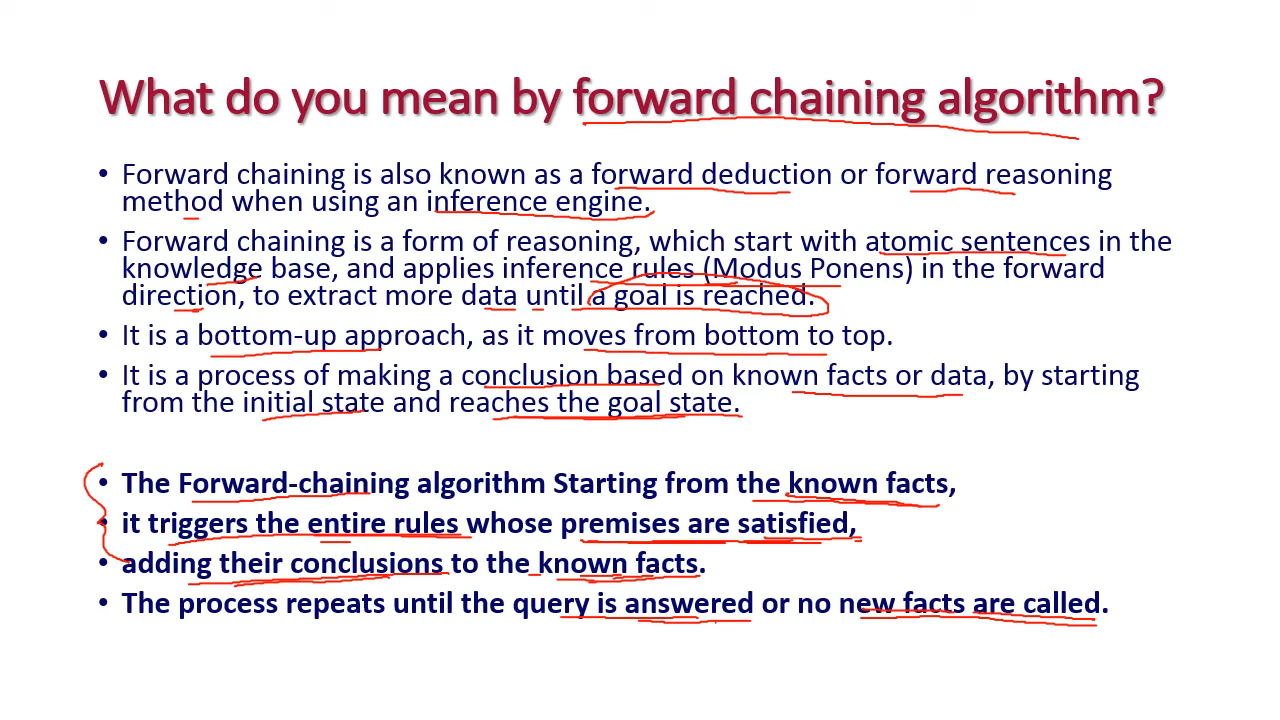 What do you mean by forward chaining algorithm?
• Forward chaining is also known as a forward deduction or forward reasoning
method when using an inference engine.
• Forward chaining is a form of reasoning, which start with atomic sentences in the
knowledge base, and applies inference rules (Modus Ponens) in the forward
direction, to extract more data until a goal is reached.
• It is a bottom-up approach, as it moves from bottom to top.
• It is a process of making a conclusion based on known facts or data, by starting
from the initial state and reaches the goal state.
• The Forward-chaining algorithm Starting from the known facts,
• it triggers the entire rules whose premises are satisfied,
• adding their conclusions to the known facts.
• The process repeats until the query is answered or no new facts are called.